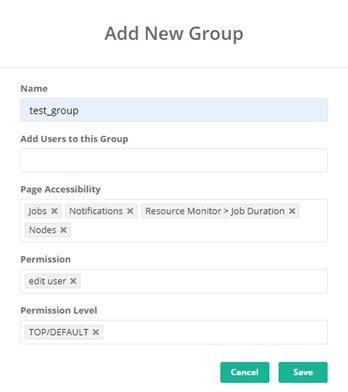 Add New Group
Name
test_group
Add Users to this Group
Page Accessibility
Jobs × Notifications × Resource Monitor > Job Duration ×
Nodes ×
Permission
edit user ×
Permission Level
TOP/DEFAULT ×
Cancel Save